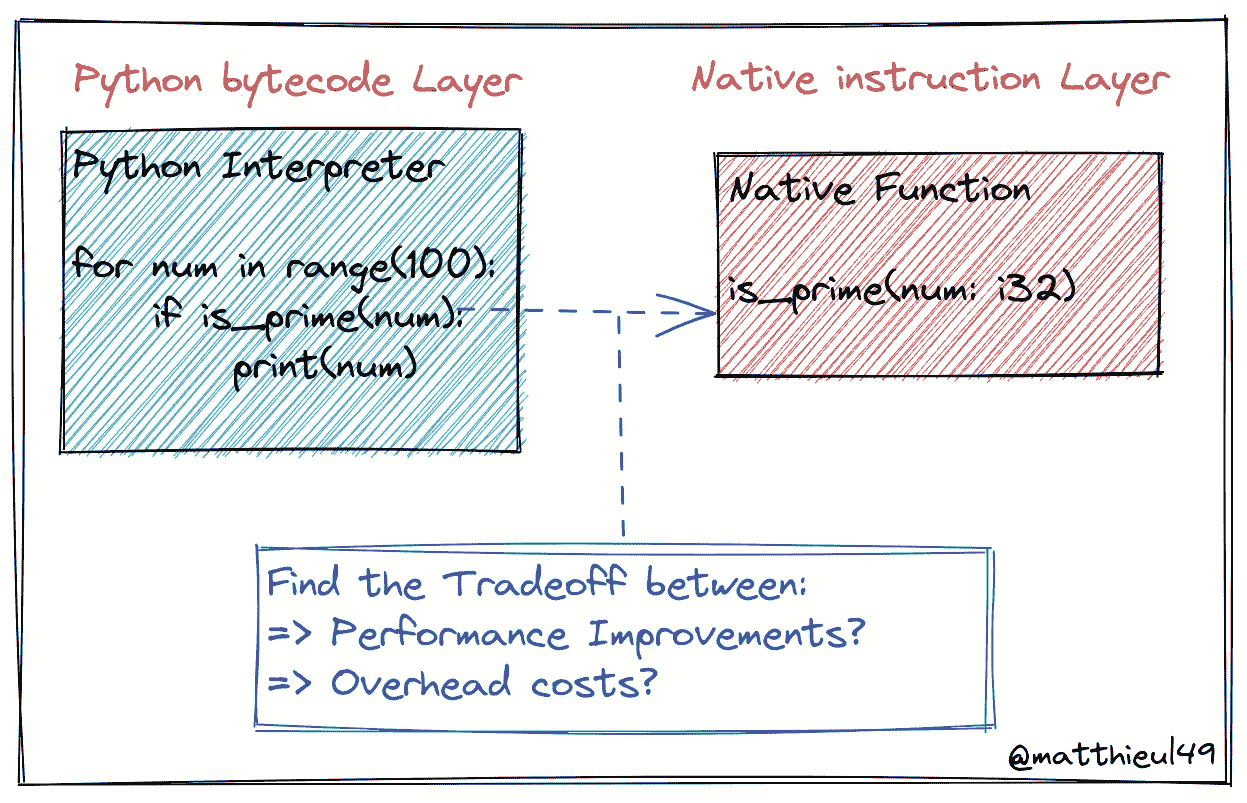 Python bytecode Layer
Native instruction Layer
Python Interpreter
for num in range(100):
if is_prime(num):
print(num)
Native Function
is_prime(num: i32)
Find the Tradeoff between:
=> Performance Improvements?
=> Overhead costs?
@matthieul49